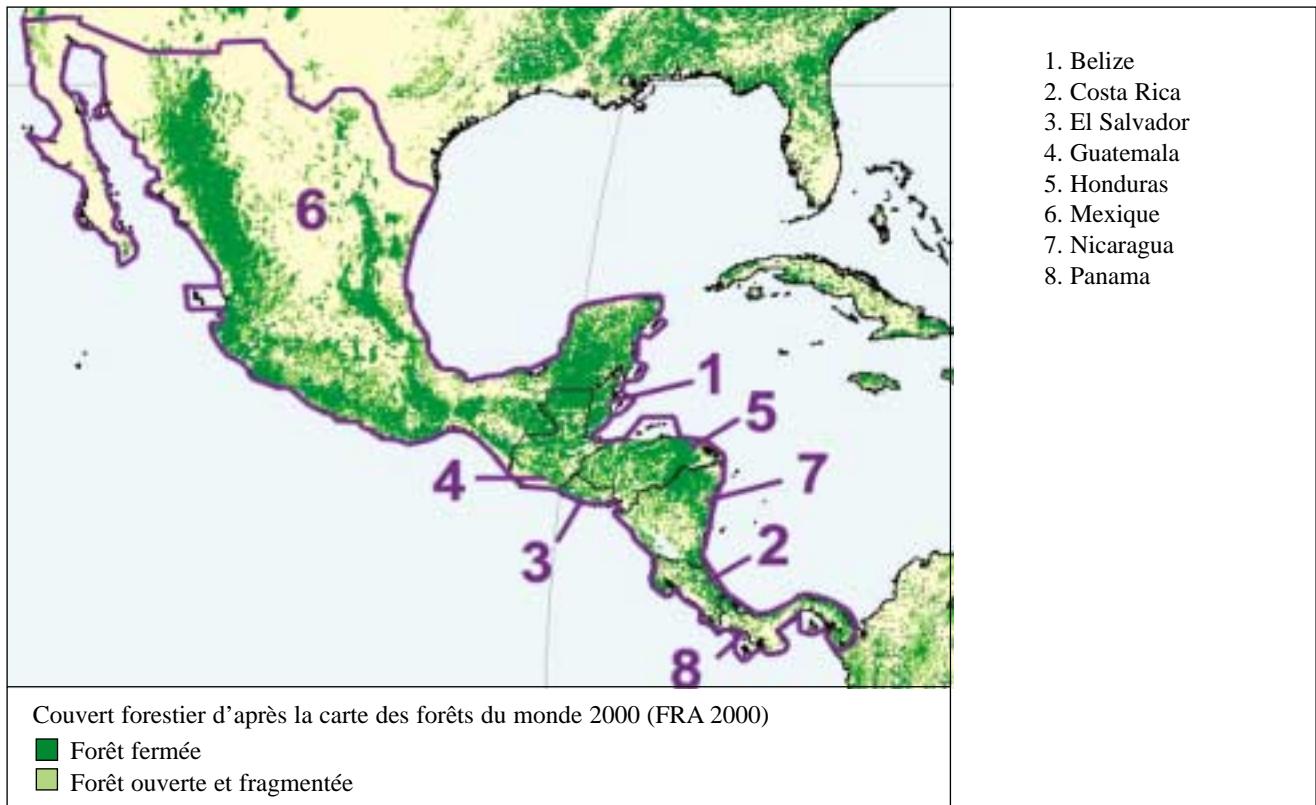 6
1
5
4
7
3
2
8
1. Belize
2. Costa Rica
3. El Salvador
4. Guatemala
5. Honduras
6. Mexique
7. Nicaragua
8. Panama
Couvert forestier d’après la carte des forêts du monde 2000 (FRA 2000)
Forêt fermée
Forêt ouverte et fragmentée